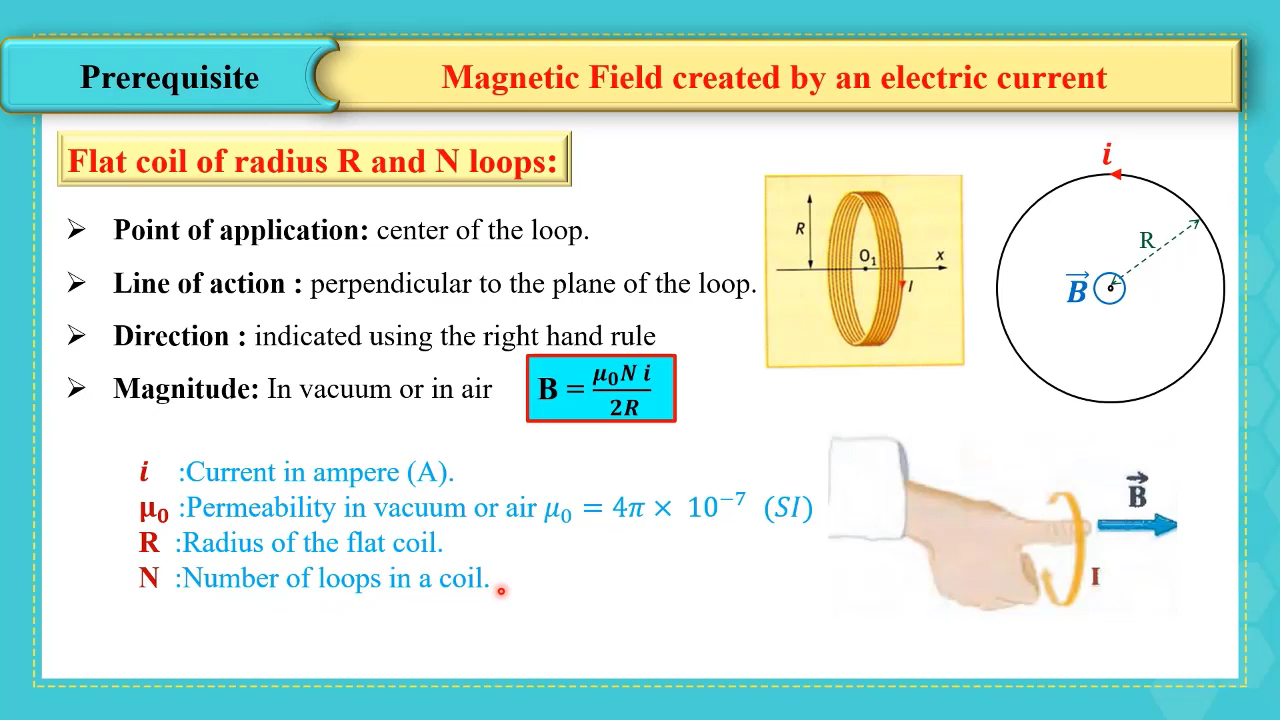 Prerequisite
Magnetic Field created by an electric current
Flat coil of radius R and N loops:
➢ Point of application: center of the loop.
➢ Line of action : perpendicular to the plane of the loop.
➢ Direction : indicated using the right hand rule
➢ Magnitude: In vacuum or in air B = μ₀N i / 2R
i :Current in ampere (A).
μ₀ :Permeability in vacuum or air μ₀ = 4π × 10⁻⁷ (SI)
R :Radius of the flat coil.
N :Number of loops in a coil.
R
O₁
x
I
i
R
B⃗
B⃗
I